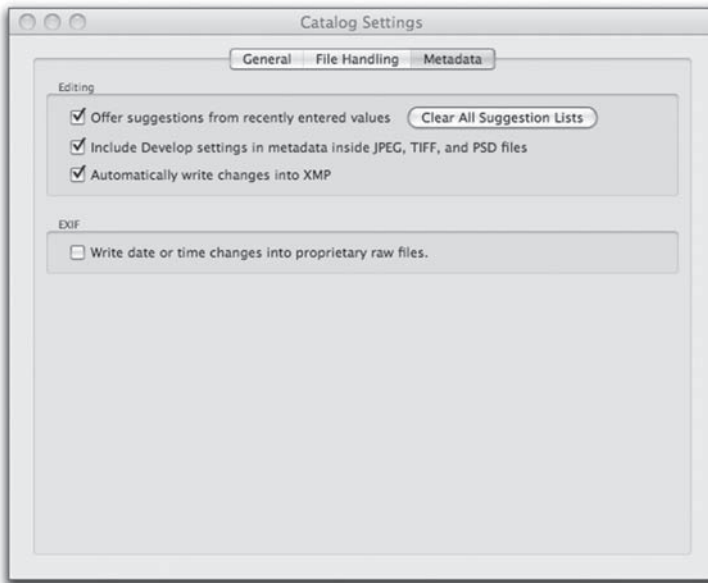 Catalog Settings
General File Handling Metadata
Editing
Offer suggestions from recently entered values Clear All Suggestion Lists
Include Develop settings in metadata inside JPEG, TIFF, and PSD files
Automatically write changes into XMP
EXIF
Write date or time changes into proprietary raw files.